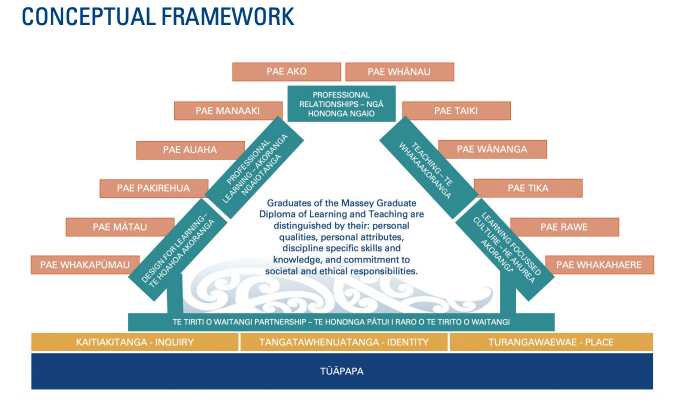 CONCEPTUAL FRAMEWORK
PAE AKO
PAE WHĀNAU
PROFESSIONAL
RELATIONSHIPS – NGĀ
HONONGA NGAIO
PAE MANAAKI
PAE TAIKI
PAE AUAHA
PROFESSIONAL
LEARNING – AKORANGA
NGAIOTANGA
TEACHING – TE
WHAKAAKORANGA
PAE WĀNANGA
PAE PAKIREHUA
PAE TIKA
Graduates of the Massey Graduate
Diploma of Learning and Teaching are
distinguished by their: personal
qualities, personal attributes,
discipline specific skills and
knowledge, and commitment to
societal and ethical responsibilities.
PAE MĀTAU
DESIGN FOR LEARNING –
TE HOAHOA AKORANGA
LEARNING FOCUSSED
CULTURE – HE AHUREA
AKORANGA
PAE RAWE
PAE WHAKAPŪMAU
PAE WHAKAHAERE
TE TIRITI O WAITANGI PARTNERSHIP – TE HONONGA PĀTUI I RARO O TE TIRITO O WAITANGI
KAITIAKITANGA - INQUIRY
TANGATAWHENUATANGA - IDENTITY
TURANGAWAEWAE - PLACE
TŪĀPAPA